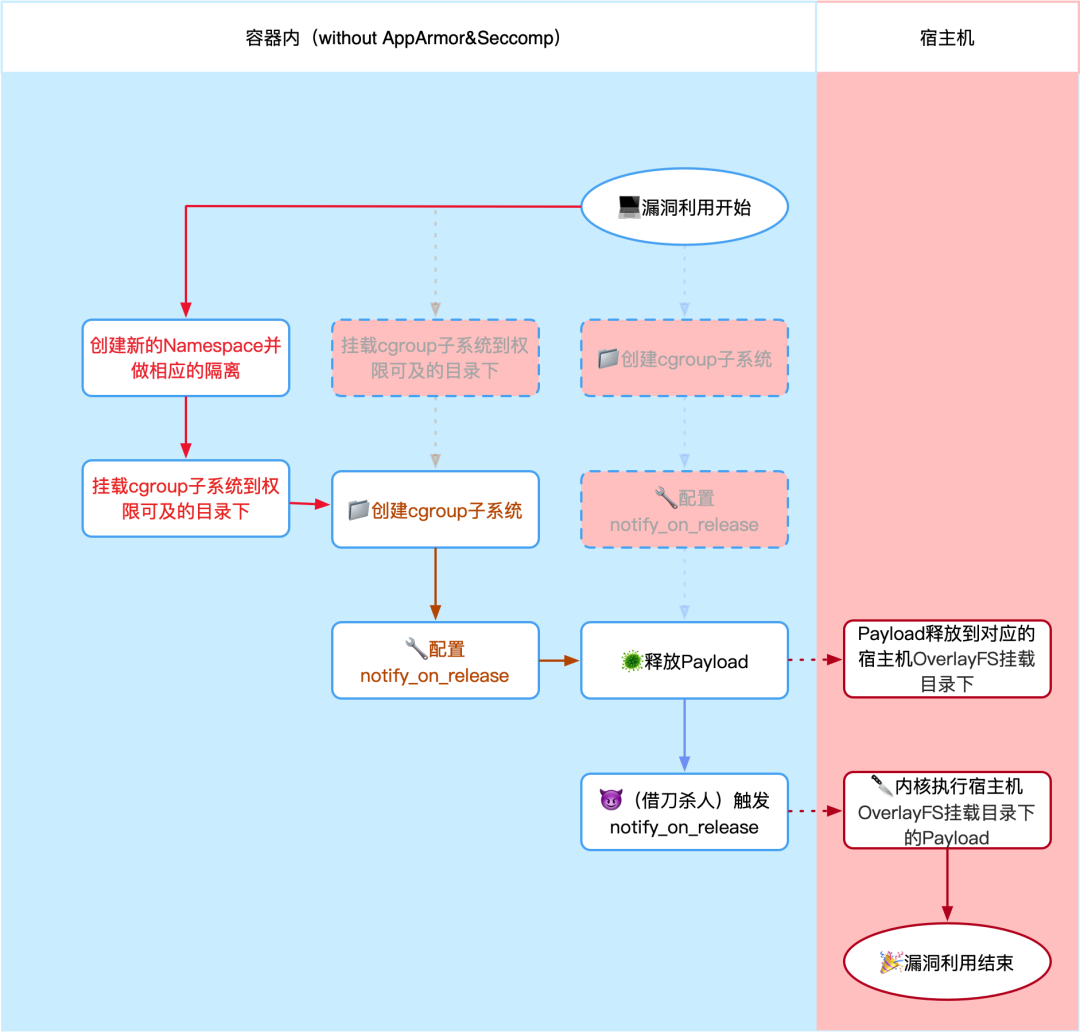 容器内（without AppArmor&Seccomp）
宿主机
漏洞利用开始
创建新的Namespace并
做相应的隔离
挂载cgroup子系统到权
限可及的目录下
创建cgroup子系统
挂载cgroup子系统到权
限可及的目录下
创建cgroup子系统
配置
notify_on_release
配置
notify_on_release
释放Payload
Payload释放到对应的
宿主机OverlayFS挂载
目录下
（借刀杀人）触发
notify_on_release
内核执行宿主机
OverlayFS挂载目录下
的Payload
漏洞利用结束